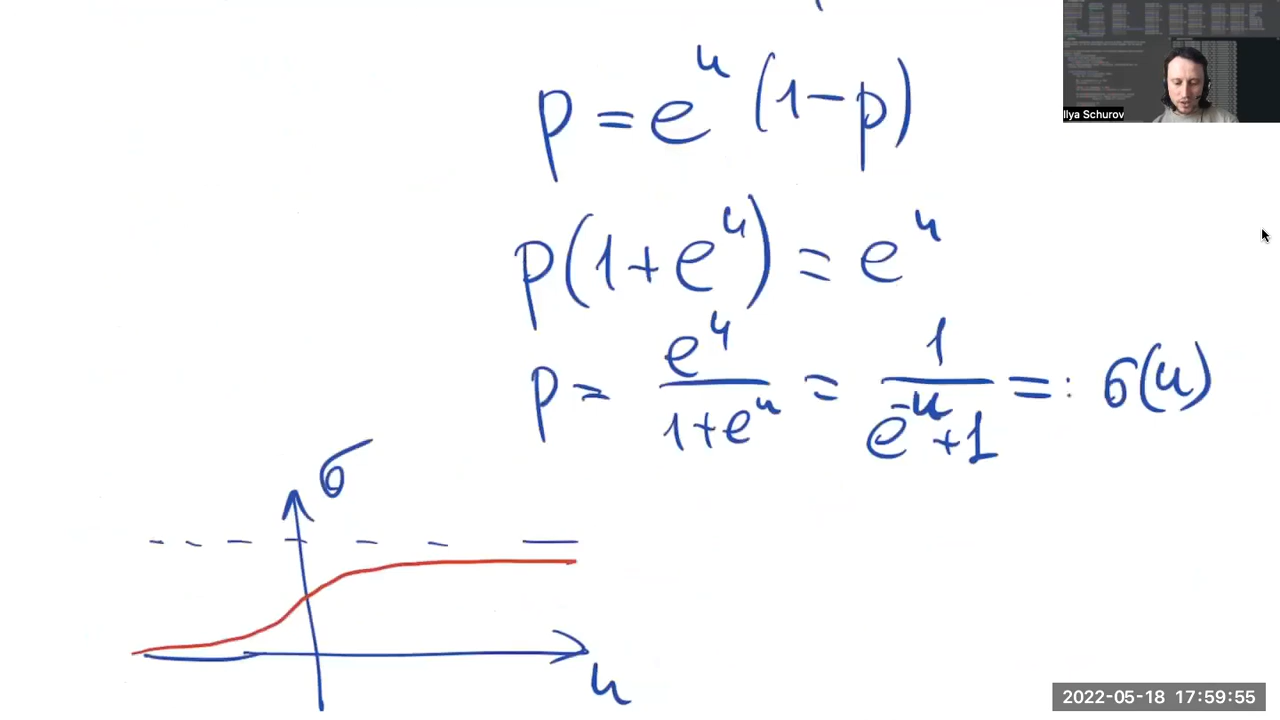 p = e^u (1-p)
Ilya Schurov
p(1+e^u) = e^u
p = e^u / (1+e^u) = 1 / (e^{-u}+1) =: σ(u)
σ
u
2022-05-18 17:59:55